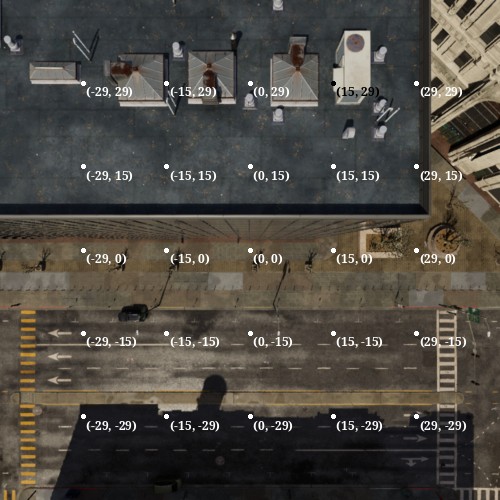 (-29, 29) (-15, 29) (0, 29) (15, 29) (29, 29)
(-29, 15) (-15, 15) (0, 15) (15, 15) (29, 15)
(-29, 0) (-15, 0) (0, 0) (15, 0) (29, 0)
(-29, -15) (-15, -15) (0, -15) (15, -15) (29, -15)
(-29, -29) (-15, -29) (0, -29) (15, -29) (29, -29)